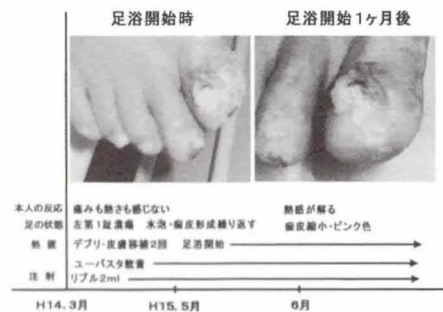 足浴開始時 足浴開始1ヶ月後
本人の反応 痛みも熱さも感じない 熱感が解る
足の状態 左第1趾潰瘍 水泡・痂皮形成繰り返す 痂皮縮小・ピンク色
処置 デブリ・皮膚移植2回 足浴開始
ユーパスタ軟膏
注射 リプル2ml
H14.3月 H15.5月 6月